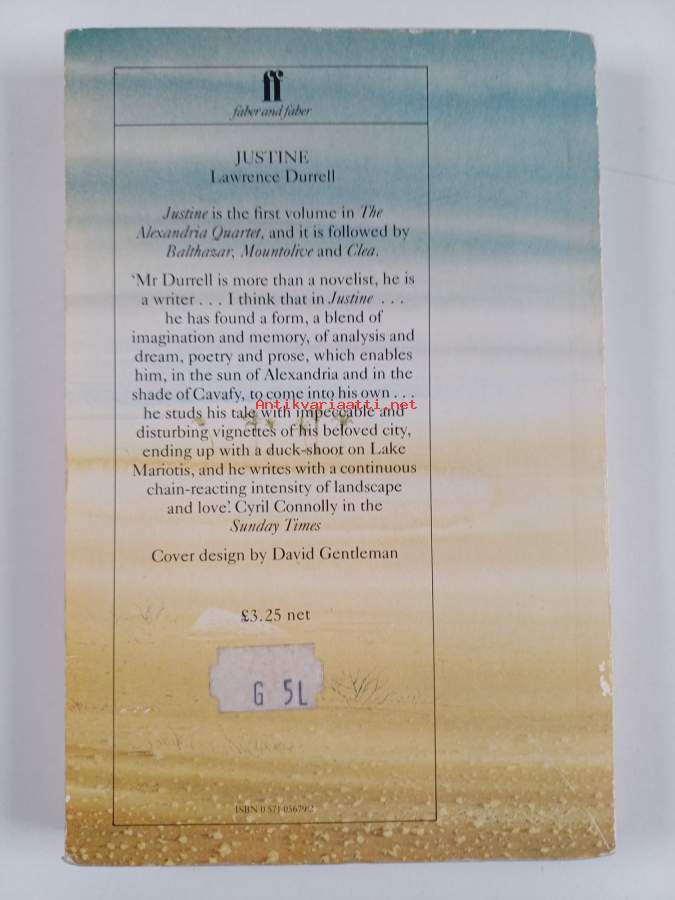 ff
faber and faber
JUSTINE
Lawrence Durrell
Justine is the first volume in The
Alexandria Quartet, and it is followed by
Balthazar, Mountolive and Clea.
'Mr Durrell is more than a novelist, he is
a writer . . . I think that in Justine . . .
he has found a form, a blend of
imagination and memory, of analysis and
dream, poetry and prose, which enables
him, in the sun of Alexandria and in the
shade of Cavafy, to come into his own . . .
Antikvariaatti.net
he studs his tale with impeccable and
disturbing vignettes of his beloved city,
ending up with a duck-shoot on Lake
Mariotis, and he writes with a continuous
chain-reacting intensity of landscape
and love'. Cyril Connolly in the
Sunday Times
Cover design by David Gentleman
£3.25 net
G 5L
ISBN 0 571 05679 2